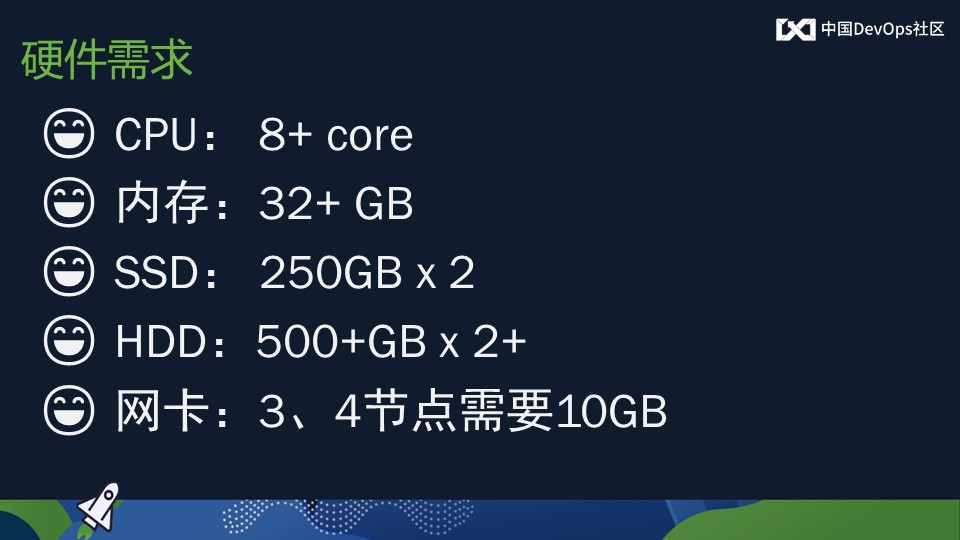 中国DevOps社区
硬件需求
CPU： 8+ core
内存：32+ GB
SSD： 250GB x 2
HDD：500+GB x 2+
网卡：3、4节点需要10GB